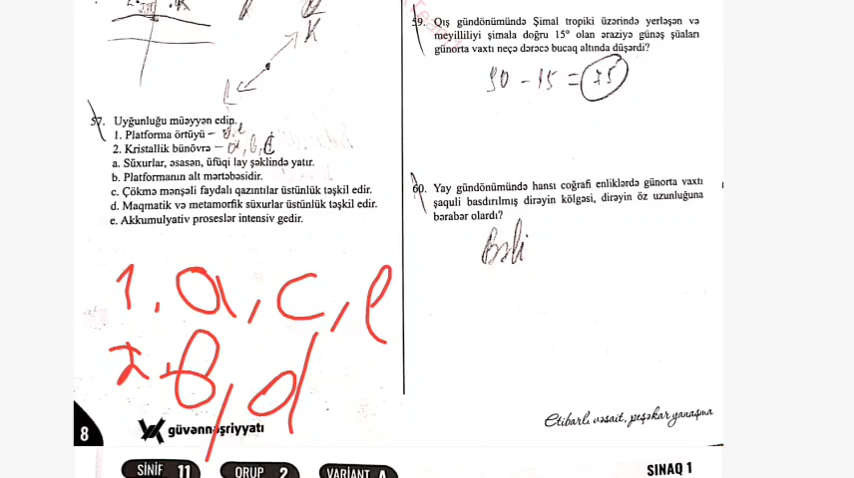 K
57. Uyğunluğu müəyyən edin.
1. Platforma örtüyü –
2. Kristallik bünövrə – a, b, c
a. Süxurlar, əsasən, üfüqi lay şəklində yatır.
b. Platformanın alt mərtəbəsidir.
c. Çökmə mənşəli faydalı qazıntılar üstünlük təşkil edir.
d. Maqmatik və metamorfik süxurlar üstünlük təşkil edir.
e. Akkumulyativ proseslər intensiv gedir.
1. a, c, e
2. b, d
8
güvən nəşriyyatı
59. Qış gündönümündə Şimal tropiki üzərində yerləşən və
meyilliliyi şimala doğru 15° olan əraziyə günəş şüaları
günorta vaxtı neçə dərəcə bucaq altında düşərdi?
90 - 15 = 75
60. Yay gündönümündə hansı coğrafi enliklərdə günorta vaxtı
şaquli basdırılmış dirəyin kölgəsi, dirəyin öz uzunluğuna
bərabər olardı?
Bəli
Etibarlı vəsait, peşəkar yanaşma
SİNİF 11
QRUP 2
VARİANT A
SINAQ 1